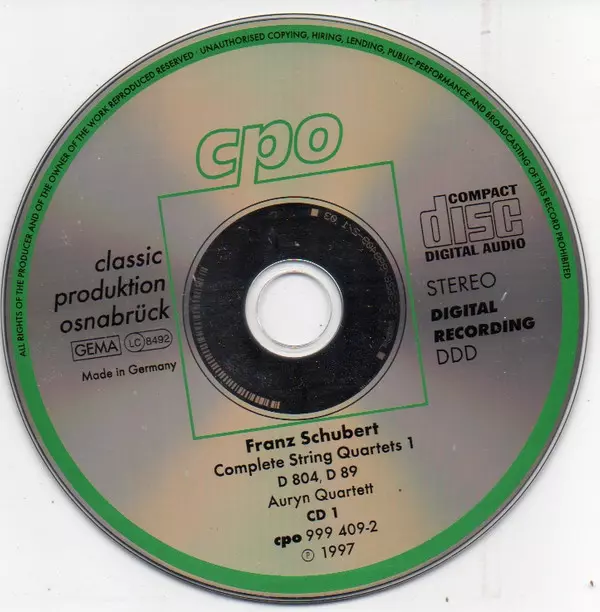 ALL RIGHTS OF THE PRODUCER AND OF THE OWNER OF THE WORK REPRODUCED RESERVED · UNAUTHORISED COPYING, HIRING, LENDING, PUBLIC PERFORMANCE AND BROADCASTING OF THIS RECORD PROHIBITED
cpo
classic
produktion
osnabrück
GEMA LC 8492
Made in Germany
COMPACT
disc
DIGITAL AUDIO
STEREO
DIGITAL
RECORDING
DDD
Franz Schubert
Complete String Quartets 1
D 804, D 89
Auryn Quartett
CD 1
cpo 999 409-2
Ⓟ 1997